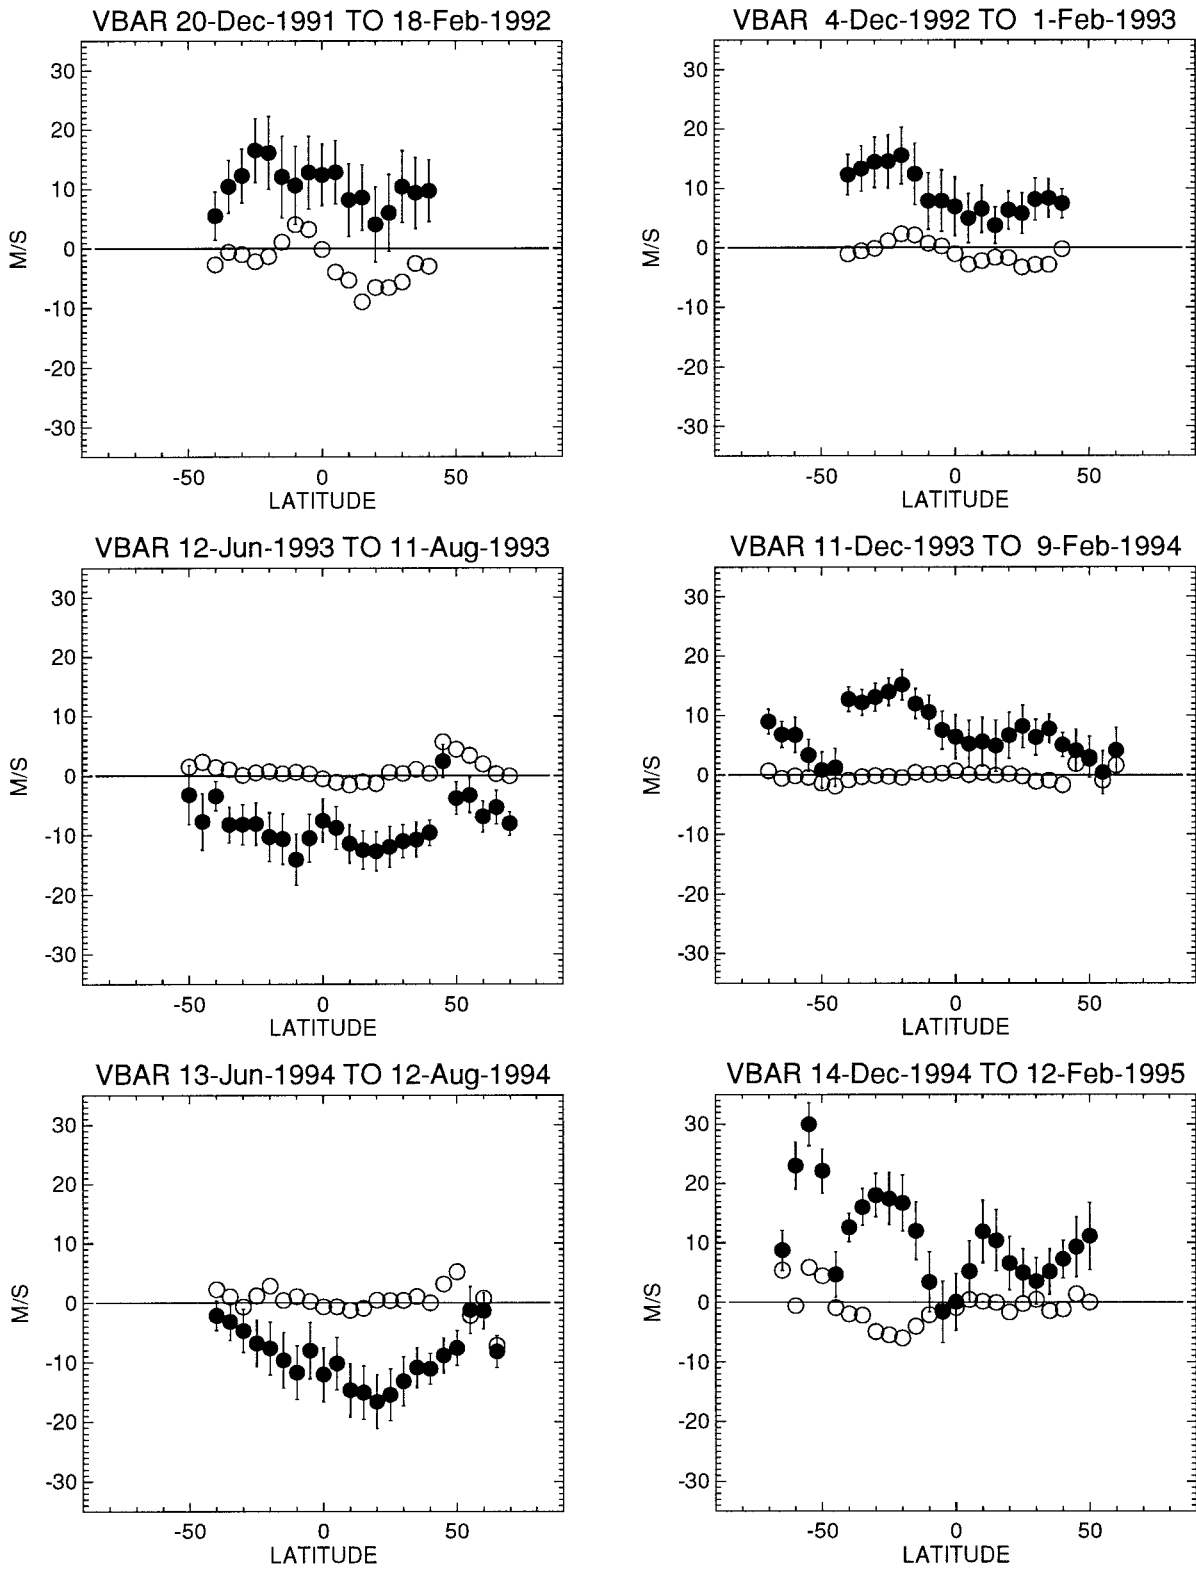 VBAR 20-Dec-1991 TO 18-Feb-1992
30
20
10
0
-10
-20
-30
M/S
-50 0 50
LATITUDE
VBAR 4-Dec-1992 TO 1-Feb-1993
30
20
10
0
-10
-20
-30
M/S
-50 0 50
LATITUDE
VBAR 12-Jun-1993 TO 11-Aug-1993
30
20
10
0
-10
-20
-30
M/S
-50 0 50
LATITUDE
VBAR 11-Dec-1993 TO 9-Feb-1994
30
20
10
0
-10
-20
-30
M/S
-50 0 50
LATITUDE
VBAR 13-Jun-1994 TO 12-Aug-1994
30
20
10
0
-10
-20
-30
M/S
-50 0 50
LATITUDE
VBAR 14-Dec-1994 TO 12-Feb-1995
30
20
10
0
-10
-20
-30
M/S
-50 0 50
LATITUDE